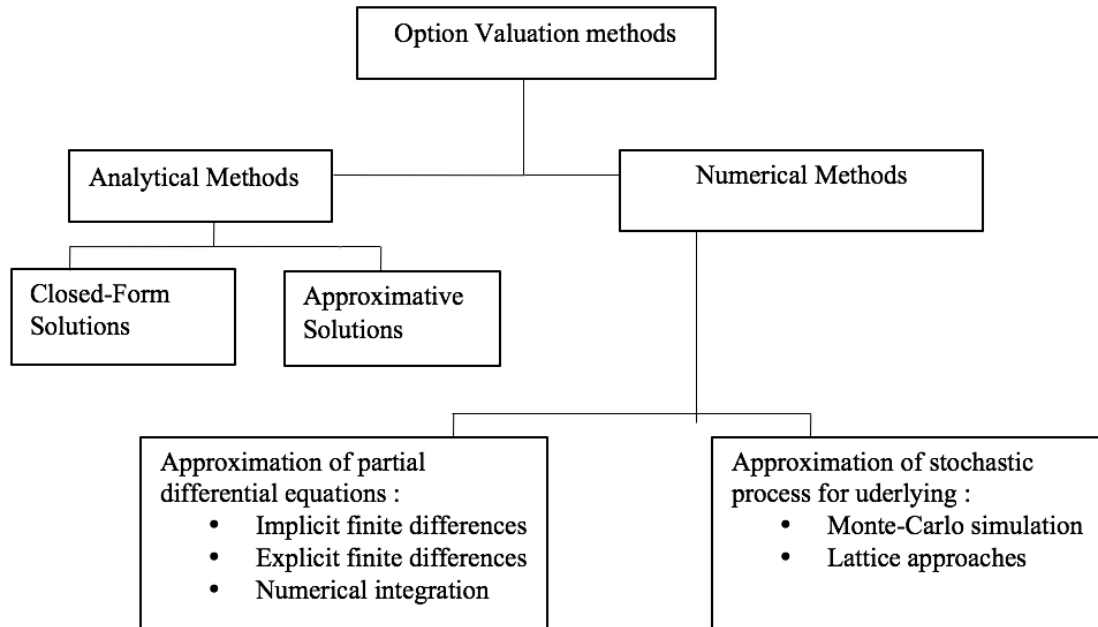 Option Valuation methods
Analytical Methods
Numerical Methods
Closed-Form
Solutions
Approximative
Solutions
Approximation of partial
differential equations :
• Implicit finite differences
• Explicit finite differences
• Numerical integration
Approximation of stochastic
process for uderlying :
• Monte-Carlo simulation
• Lattice approaches